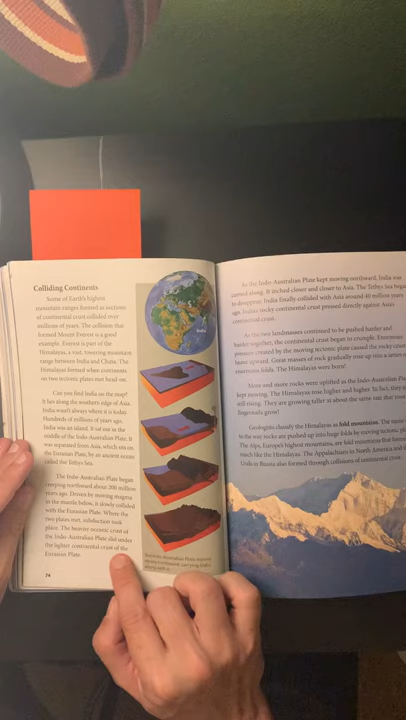 Colliding Continents
Some of Earth's highest
mountain ranges formed as sections
of continental crust collided over
millions of years. The collision that
formed Mount Everest is a good
example. Everest is part of the
Himalayas, a vast, towering mountain
range between India and China. The
Himalayas formed when continents
on two tectonic plates met head-on.
Can you find India on the map?
It lies along the southern edge of Asia.
India wasn't always where it is today.
Hundreds of millions of years ago,
India was an island. It sat out in the
middle of the Indo-Australian Plate. It
was separated from Asia, which sits on
the Eurasian Plate, by an ancient ocean
called the Tethys Sea.
The Indo-Australian Plate began
creeping northward about 200 million
years ago. Driven by moving magma
in the mantle below, it slowly collided
with the Eurasian Plate. Where the
two plates met, subduction took
place. The heavier oceanic crust of
the Indo-Australian Plate slid under
the lighter continental crust of the
Eurasian Plate.
74
India
As the Indo-Australian Plate kept moving northward, India was
carried along. It inched closer and closer to Asia. The Tethys Sea began
to disappear. India finally collided with Asia around 40 million years
ago. India's rocky continental crust pressed directly against Asia's
continental crust.
As the two landmasses continued to be pushed harder and
harder together, the continental crust began to crumple. Enormous
pressure created by the moving tectonic plates caused the rocky crust
to heave upward. Great masses of rock gradually rose up into a series of
enormous folds. The Himalayas were born!
More and more rocks were uplifted as the Indo-Australian
kept moving. The Himalayas rose higher and higher. In fact, they
still rising. They are growing taller at about the same rate that your
fingernails grow!
Geologists classify the Himalayas as fold mountains. The name
to the way rocks are pushed up into huge folds by moving tectonic
The Alps, Europe's highest mountains, are fold mountains that formed
much like the Himalayas. The Appalachians in North America and the
Urals in Russia also formed through collisions of continental crust.